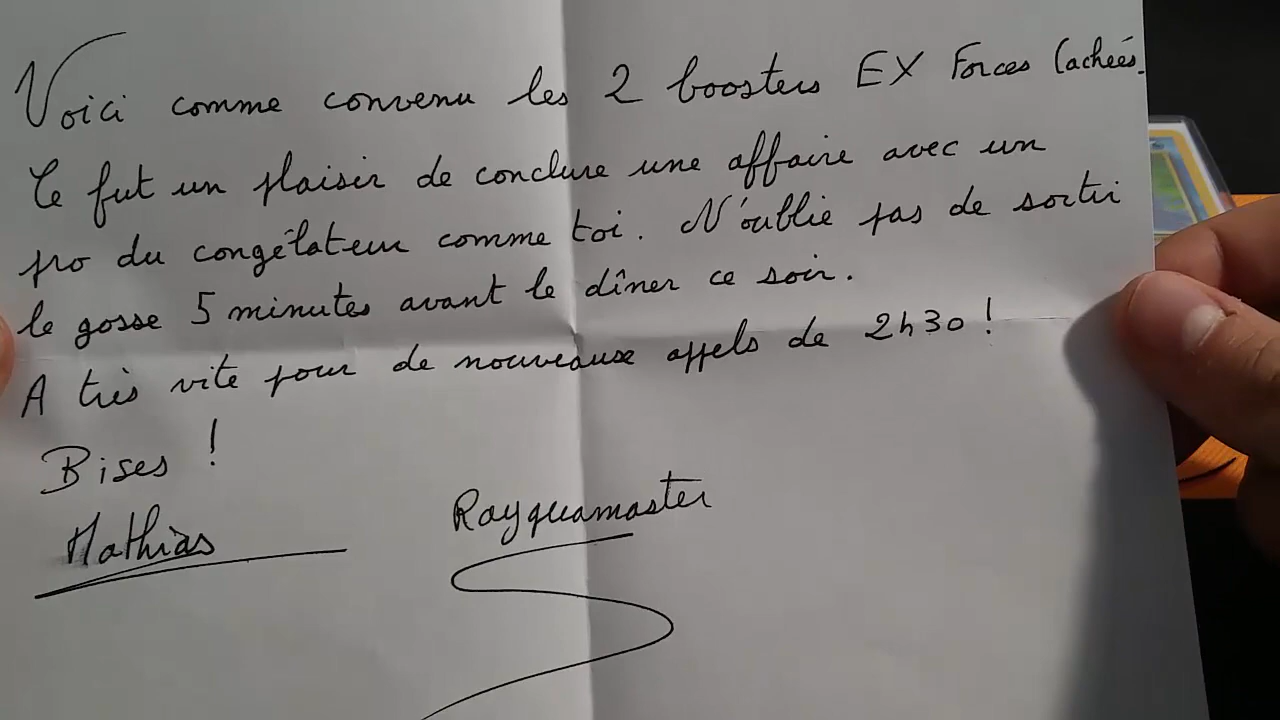 Voici comme convenu les 2 boosters EX Forces Cachées.
Ce fut un plaisir de conclure une affaire avec un
pro du congélateur comme toi. N'oublie pas de sortir
le gosse 5 minutes avant le dîner ce soir.
A très vite pour de nouveaux appels de 2h30 !
Bises !
Mathias
Rayquamaster